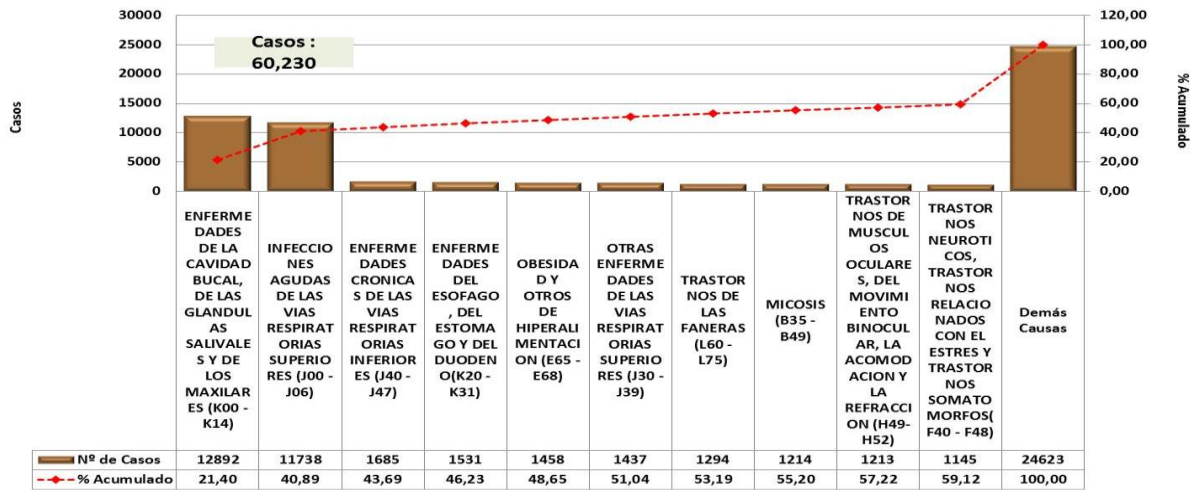 30000
25000
20000
15000
10000
5000
0
Casos
Casos :
60,230
120,00
100,00
80,00
60,00
40,00
20,00
0,00
% Acumulado
ENFERME
DADES
DE LA
CAVIDAD
BUCAL,
DE LAS
GLANDUL
AS
SALIVALE
S Y DE
LOS
MAXILAR
ES (K00 -
K14)
INFECCIO
NES
AGUDAS
DE LAS
VIAS
RESPIRAT
ORIAS
SUPERIO
RES (J00 -
J06)
ENFERME
DADES
CRONICA
S DE LAS
VIAS
RESPIRAT
ORIAS
INFERIOR
ES (J40 -
J47)
ENFERME
DADES
DEL
ESOFAGO
, DEL
ESTOMA
GO Y DEL
DUODEN
O(K20 -
K31)
OBESIDA
D Y
OTROS
DE
HIPERALI
MENTACI
ON (E65 -
E68)
OTRAS
ENFERME
DADES
DE LAS
VIAS
RESPIRAT
ORIAS
SUPERIO
RES (J30 -
J39)
TRASTOR
NOS DE
LAS
FANERAS
(L60 -
L75)
MICOSIS
(B35 -
B49)
TRASTOR
NOS DE
MUSCUL
OS
OCULARE
S, DEL
MOVIMI
ENTO
BINOCUL
AR, LA
ACOMOD
ACION Y
LA
REFRACCI
ON (H49-
H52)
TRASTOR
NOS
NEUROTI
COS,
TRASTOR
NOS
RELACIO
NADOS
CON EL
ESTRES Y
TRASTOR
NOS
SOMATO
MORFOS(
F40 - F48)
Demás
Causas
Nº de Casos 12892 11738 1685 1531 1458 1437 1294 1214 1213 1145 24623
% Acumulado 21,40 40,89 43,69 46,23 48,65 51,04 53,19 55,20 57,22 59,12 100,00